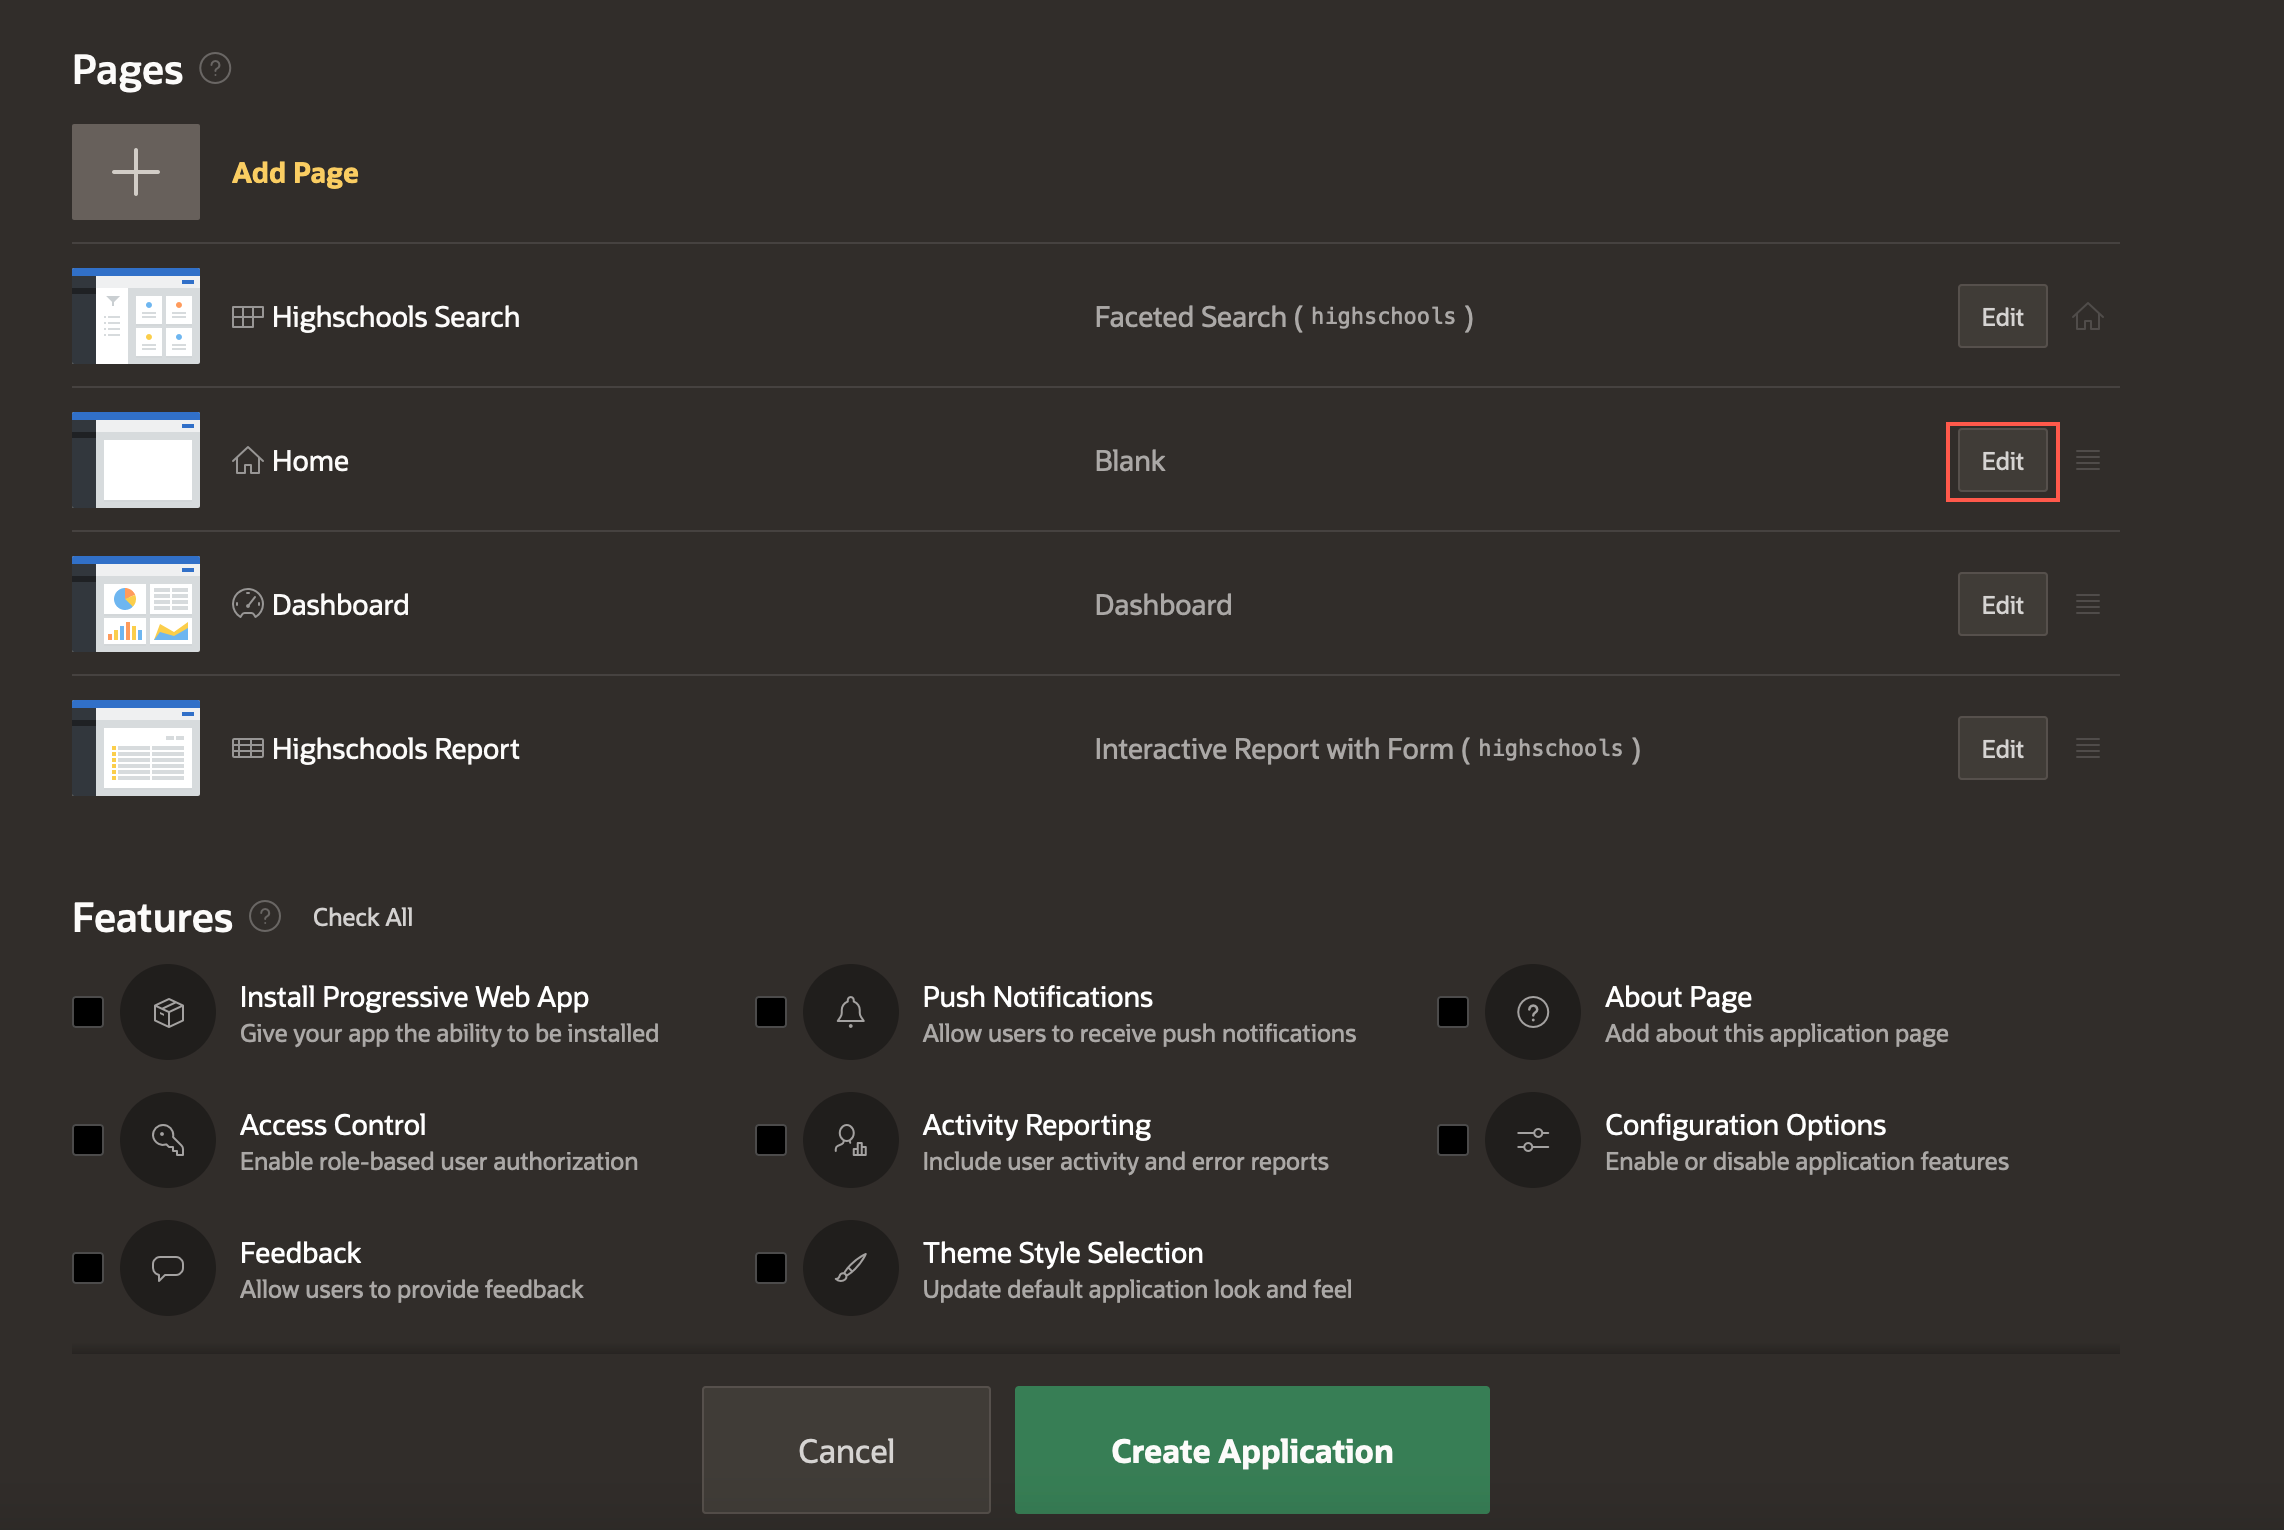 Pages ?
Add Page
Highschools Search
Faceted Search ( highschools )
Edit
Home
Blank
Edit
Dashboard
Dashboard
Edit
Highschools Report
Interactive Report with Form ( highschools )
Edit
Features ? Check All
Install Progressive Web App
Give your app the ability to be installed
Push Notifications
Allow users to receive push notifications
?
About Page
Add about this application page
Access Control
Enable role-based user authorization
Activity Reporting
Include user activity and error reports
Configuration Options
Enable or disable application features
Feedback
Allow users to provide feedback
Theme Style Selection
Update default application look and feel
Cancel
Create Application